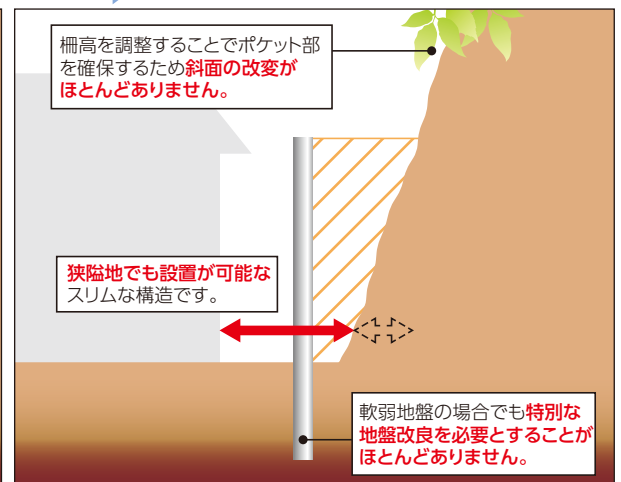 柵高を調整することでポケット部
を確保するため斜面の改変が
ほとんどありません。
狭隘地でも設置が可能な
スリムな構造です。
軟弱地盤の場合でも特別な
地盤改良を必要とすることが
ほとんどありません。